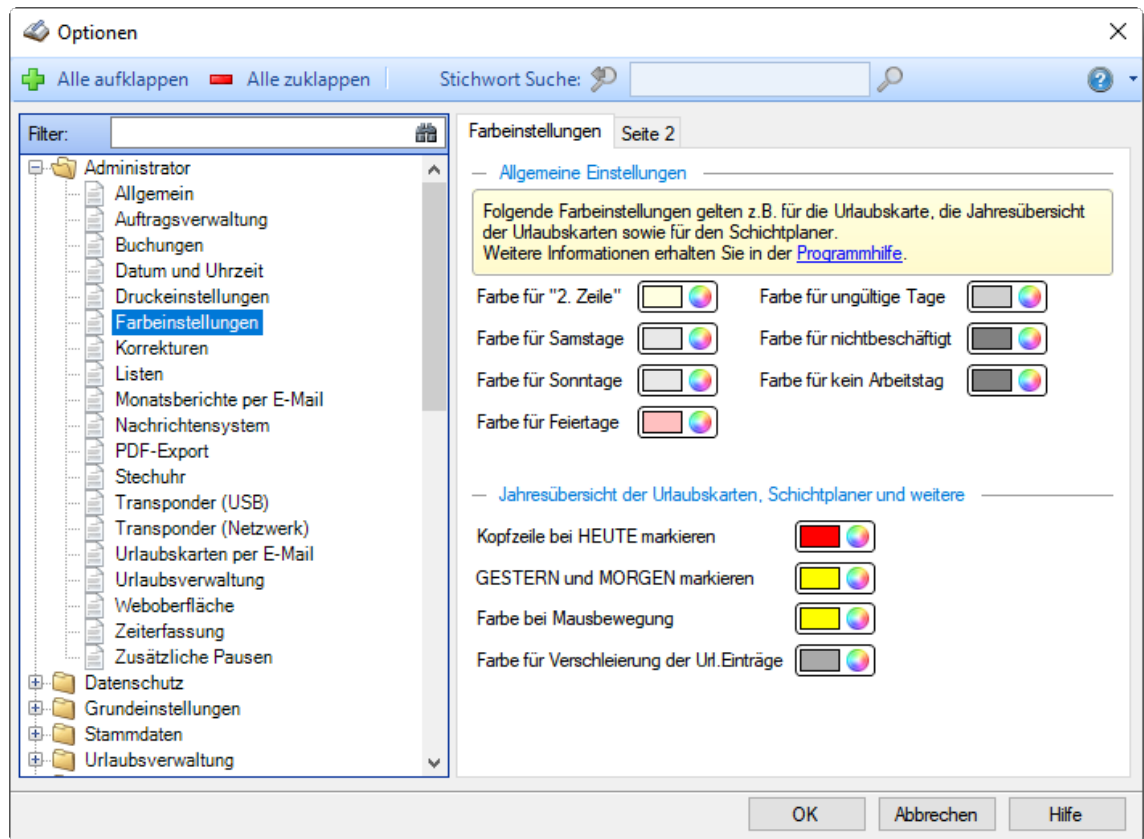 Optionen
Alle aufklappen
Alle zuklappen
Stichwort Suche:
Filter:
Administrator
Allgemein
Auftragsverwaltung
Buchungen
Datum und Uhrzeit
Druckeinstellungen
Farbeinstellungen
Korrekturen
Listen
Monatsberichte per E-Mail
Nachrichtensystem
PDF-Export
Stechuhr
Transponder (USB)
Transponder (Netzwerk)
Urlaubskarten per E-Mail
Urlaubsverwaltung
Weboberfläche
Zeiterfassung
Zusätzliche Pausen
Datenschutz
Grundeinstellungen
Stammdaten
Urlaubsverwaltung
Farbeinstellungen
Seite 2
Allgemeine Einstellungen
Folgende Farbeinstellungen gelten z.B. für die Urlaubskarte, die Jahresübersicht
der Urlaubskarten sowie für den Schichtplaner.
Weitere Informationen erhalten Sie in der Programmhilfe.
Farbe für "2. Zeile"
Farbe für ungültige Tage
Farbe für Samstage
Farbe für nichtbeschäftigt
Farbe für Sonntage
Farbe für kein Arbeitstag
Farbe für Feiertage
Jahresübersicht der Urlaubskarten, Schichtplaner und weitere
Kopfzeile bei HEUTE markieren
GESTERN und MORGEN markieren
Farbe bei Mausbewegung
Farbe für Verschleierung der Url.Einträge
OK
Abbrechen
Hilfe